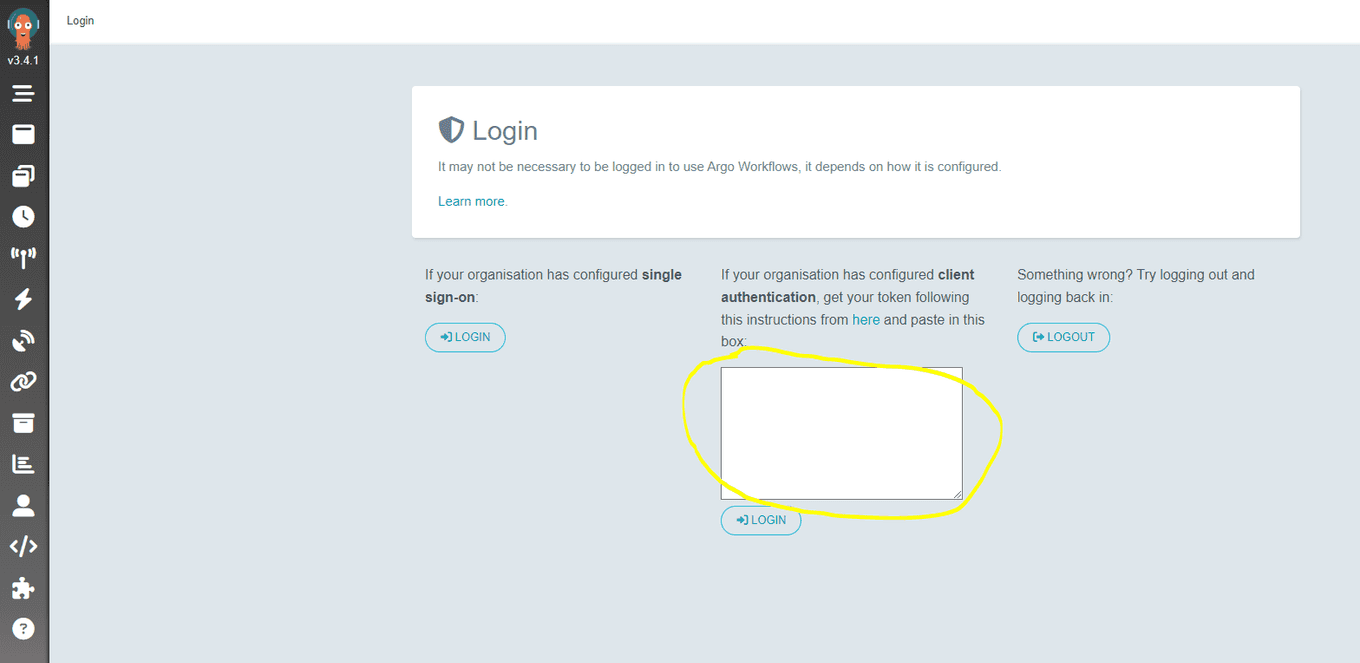 Login
v3.4.1
Login
It may not be necessary to be logged in to use Argo Workflows, it depends on how it is configured.
Learn more.
If your organisation has configured single
sign-on:
LOGIN
If your organisation has configured client
authentication, get your token following
this instructions from here and paste in this
box:
LOGIN
Something wrong? Try logging out and
logging back in:
LOGOUT